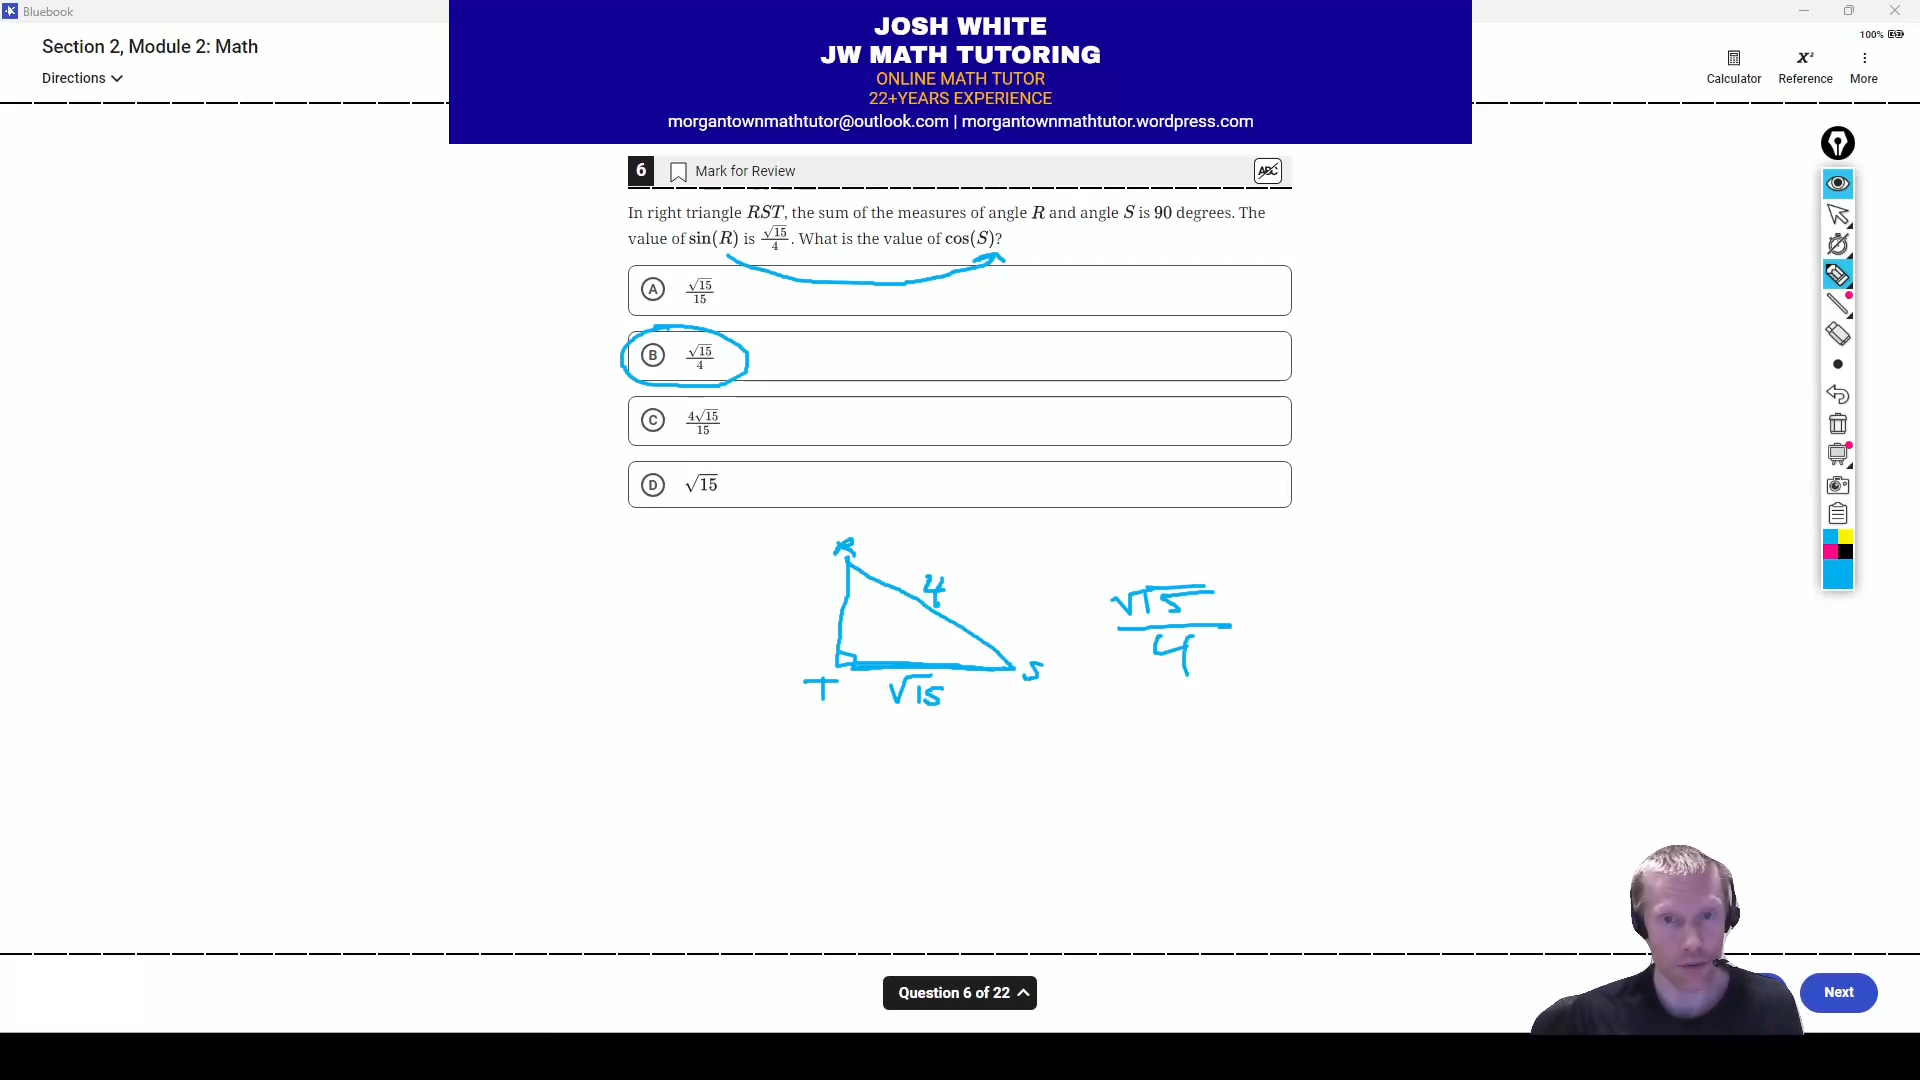 Bluebook
Section 2, Module 2: Math
Directions
JOSH WHITE
JW MATH TUTORING
ONLINE MATH TUTOR
22+YEARS EXPERIENCE
morgantownmathtutor@outlook.com | morgantownmathtutor.wordpress.com
100%
Calculator
x² Reference
More
6 Mark for Review ABC
In right triangle RST, the sum of the measures of angle R and angle S is 90 degrees. The
value of sin(R) is √15/4. What is the value of cos(S)?
A √15/15
B √15/4
C 4√15/15
D √15
R
4
√15/4
T √15 S
Question 6 of 22
Next